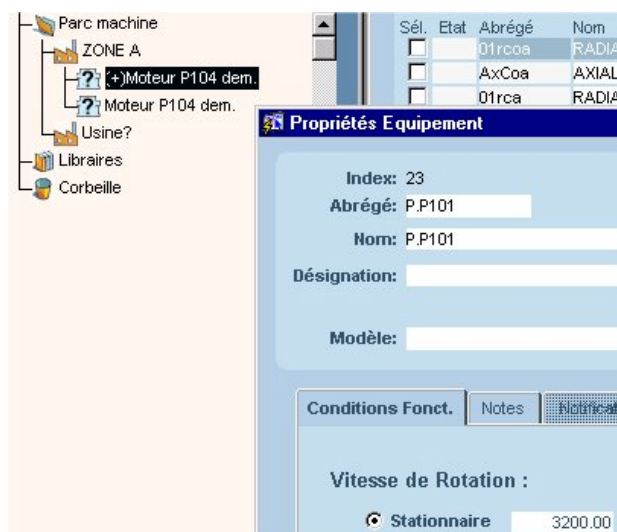 Parc machine
ZONE A
(+)Moteur P104 dem.
Moteur P104 dem.
Usine?
Libraires
Corbeille
Sél. Etat Abrégé Nom
01rcoa RADIA
AxCoa AXIAL
01rca RADIA
Propriétés Equipement
Index: 23
Abrégé: P.P101
Nom: P.P101
Désignation:
Modèle:
Conditions Fonct. Notes Notificat
Vitesse de Rotation :
Stationnaire 3200.00